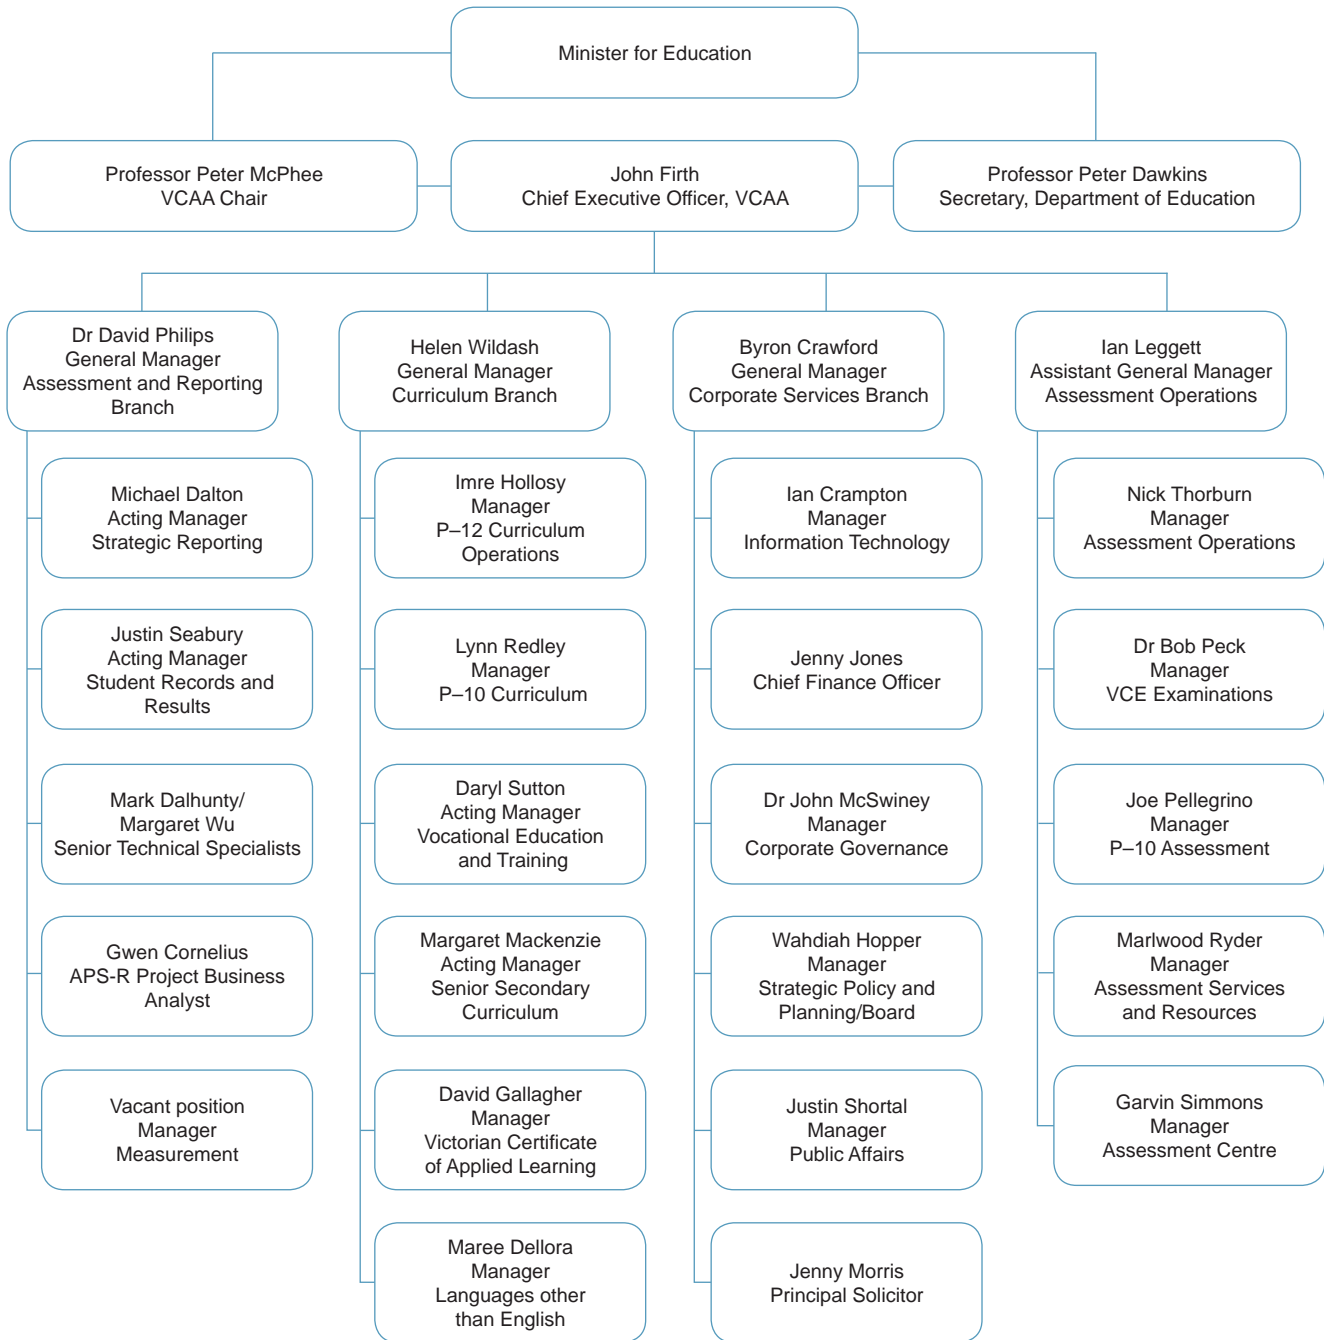 Minister for Education
Professor Peter McPhee
VCAA Chair
John Firth
Chief Executive Officer, VCAA
Professor Peter Dawkins
Secretary, Department of Education
Dr David Philips
General Manager
Assessment and Reporting
Branch
Helen Wildash
General Manager
Curriculum Branch
Byron Crawford
General Manager
Corporate Services Branch
Ian Leggett
Assistant General Manager
Assessment Operations
Michael Dalton
Acting Manager
Strategic Reporting
Imre Hollosy
Manager
P–12 Curriculum
Operations
Ian Crampton
Manager
Information Technology
Nick Thorburn
Manager
Assessment Operations
Justin Seabury
Acting Manager
Student Records and
Results
Lynn Redley
Manager
P–10 Curriculum
Jenny Jones
Chief Finance Officer
Dr Bob Peck
Manager
VCE Examinations
Mark Dalhunty/
Margaret Wu
Senior Technical Specialists
Daryl Sutton
Acting Manager
Vocational Education
and Training
Dr John McSwiney
Manager
Corporate Governance
Joe Pellegrino
Manager
P–10 Assessment
Gwen Cornelius
APS-R Project Business
Analyst
Margaret Mackenzie
Acting Manager
Senior Secondary
Curriculum
Wahdiah Hopper
Manager
Strategic Policy and
Planning/Board
Marlwood Ryder
Manager
Assessment Services
and Resources
Vacant position
Manager
Measurement
David Gallagher
Manager
Victorian Certificate
of Applied Learning
Justin Shortal
Manager
Public Affairs
Garvin Simmons
Manager
Assessment Centre
Maree Dellora
Manager
Languages other
than English
Jenny Morris
Principal Solicitor